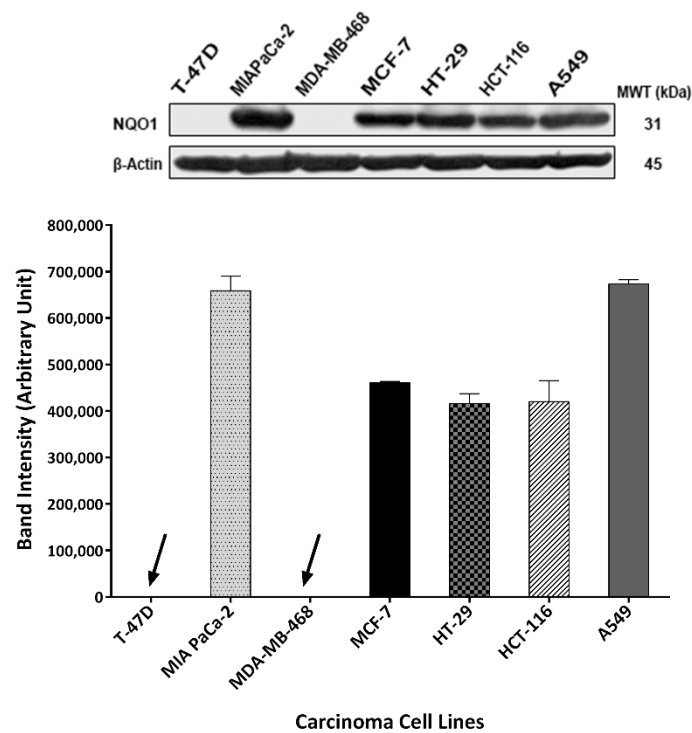 T-47D MIAPaCa-2 MDA-MB-468 MCF-7 HT-29 HCT-116 A549
MWT (kDa)
NQO1 31
β-Actin 45
800,000
700,000
600,000
500,000
400,000
300,000
200,000
100,000
0
Band Intensity (Arbitrary Unit)
T-47D MIA PaCa-2 MDA-MB-468 MCF-7 HT-29 HCT-116 A549
Carcinoma Cell Lines